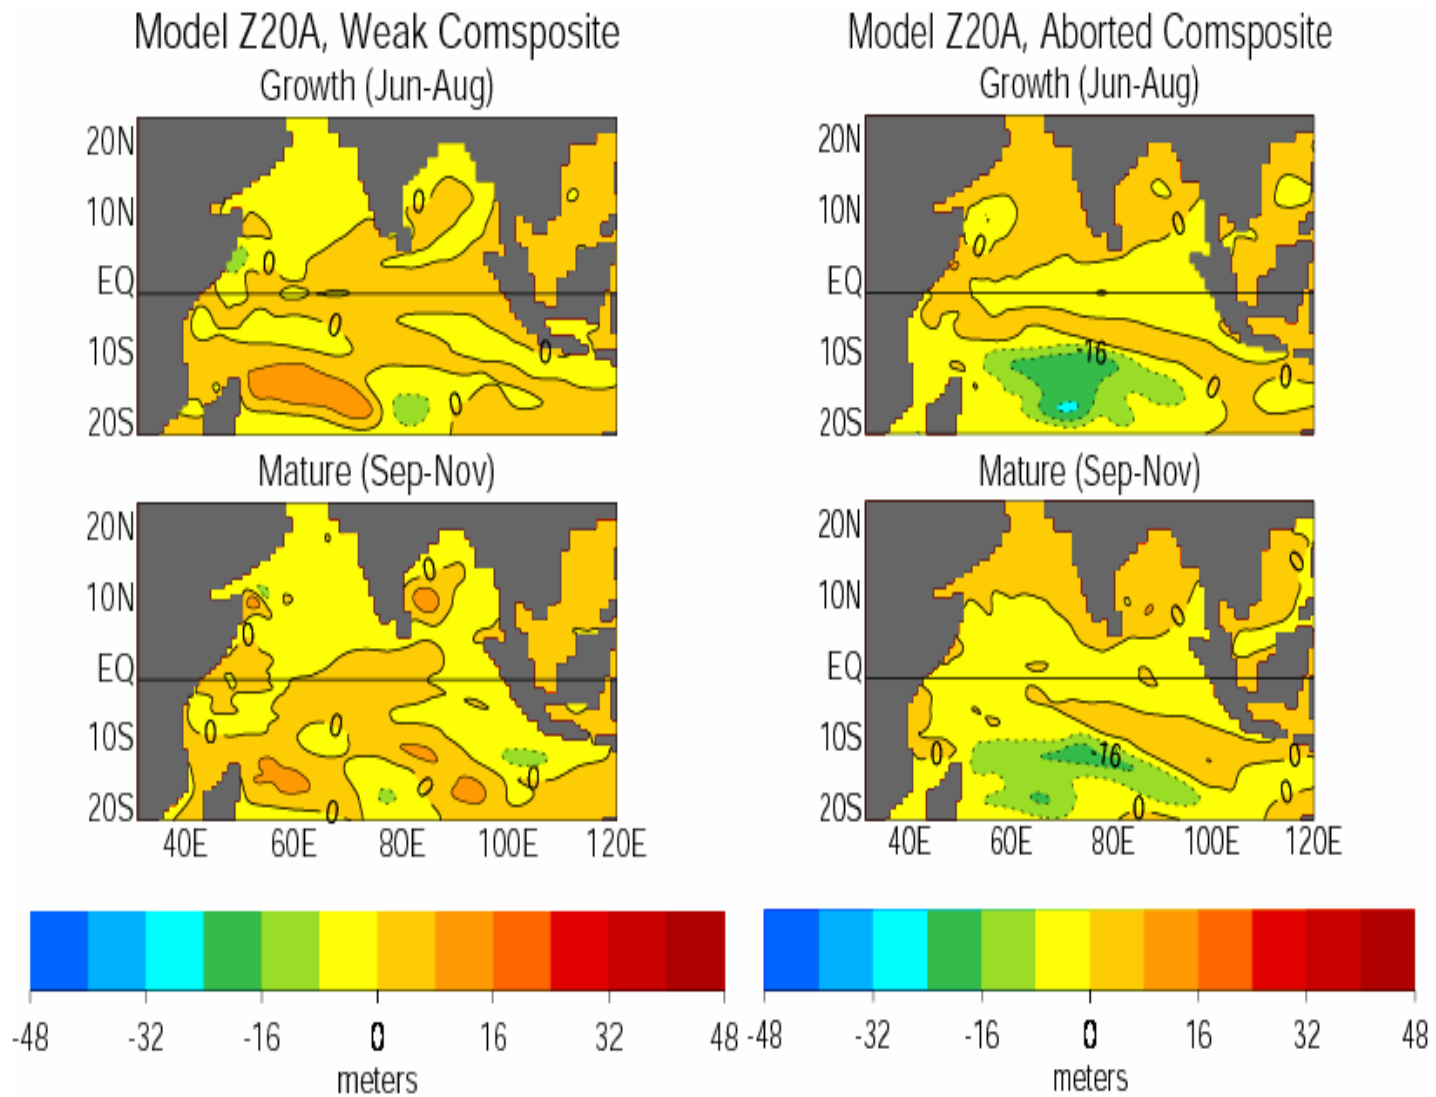 Model Z20A, Weak Comsposite
Growth (Jun-Aug)
20N
10N
EQ
10S
20S
0
0
0
0
0
Mature (Sep-Nov)
20N
10N
EQ
10S
20S
0
0
0
0
0
0
0
40E 60E 80E 100E 120E
-48 -32 -16 0 16 32 48
meters
Model Z20A, Aborted Comsposite
Growth (Jun-Aug)
20N
10N
EQ
10S
20S
0
0
-16
0
0
Mature (Sep-Nov)
20N
10N
EQ
10S
20S
0
0
0
-16
0
0
0
40E 60E 80E 100E 120E
-48 -32 -16 0 16 32 48
meters